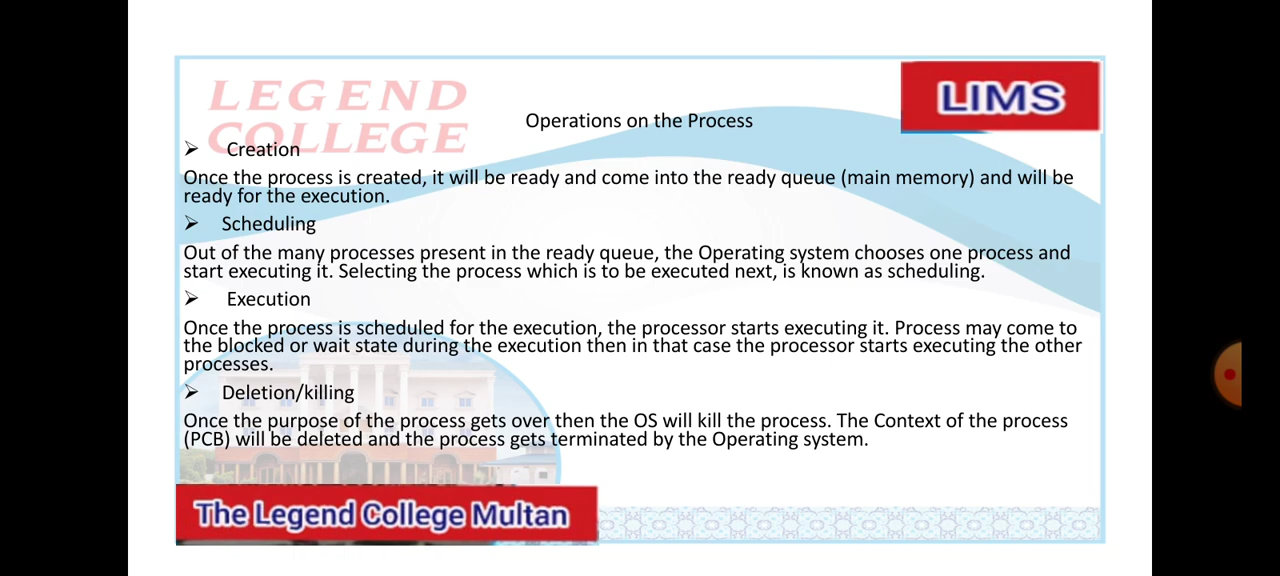 LEGEND
COLLEGE
LIMS
Operations on the Process
➢ Creation
Once the process is created, it will be ready and come into the ready queue (main memory) and will be
ready for the execution.
➢ Scheduling
Out of the many processes present in the ready queue, the Operating system chooses one process and
start executing it. Selecting the process which is to be executed next, is known as scheduling.
➢ Execution
Once the process is scheduled for the execution, the processor starts executing it. Process may come to
the blocked or wait state during the execution then in that case the processor starts executing the other
processes.
➢ Deletion/killing
Once the purpose of the process gets over then the OS will kill the process. The Context of the process
(PCB) will be deleted and the process gets terminated by the Operating system.
The Legend College Multan